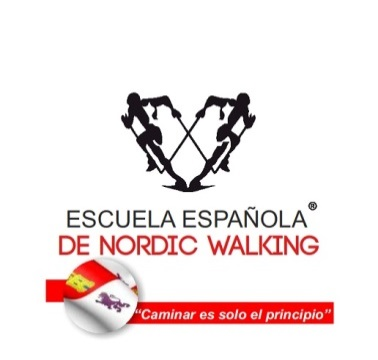 ESCUELA ESPAÑOLA®
DE NORDIC WALKING
“Caminar es solo el principio”